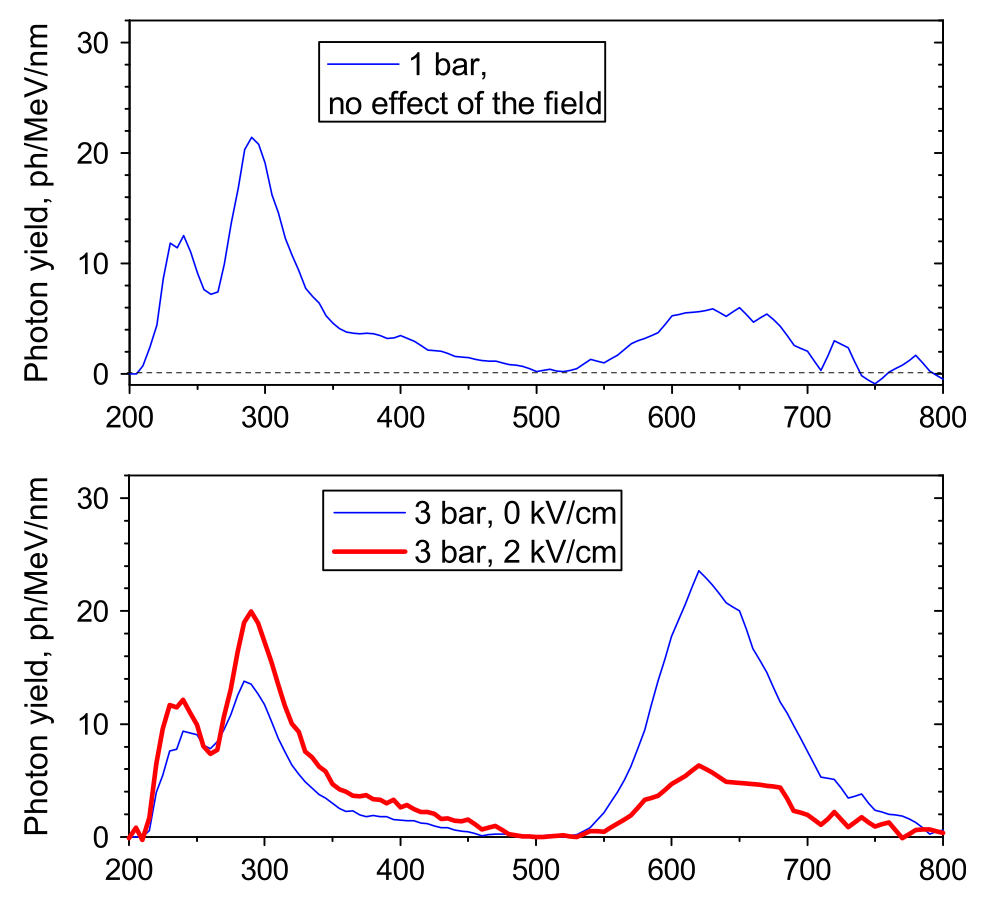 Photon yield, ph/MeV/nm
30
20
10
0
1 bar,
no effect of the field
200 300 400 500 600 700 800
Photon yield, ph/MeV/nm
30
20
10
0
3 bar, 0 kV/cm
3 bar, 2 kV/cm
200 300 400 500 600 700 800